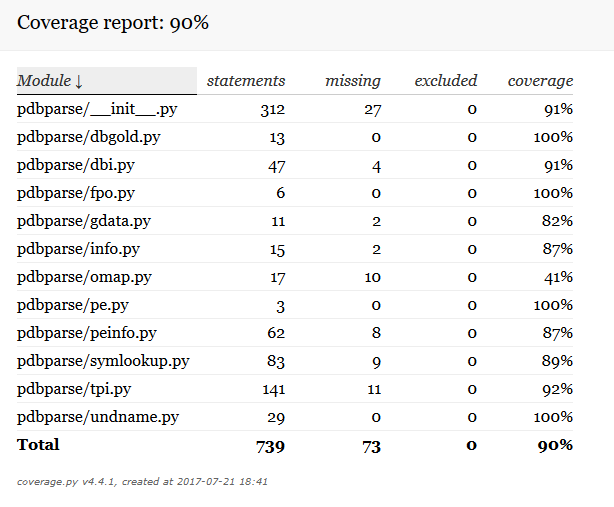 Coverage report: 90%
Module ↓ statements missing excluded coverage
pdbparse/__init__.py 312 27 0 91%
pdbparse/dbgold.py 13 0 0 100%
pdbparse/dbi.py 47 4 0 91%
pdbparse/fpo.py 6 0 0 100%
pdbparse/gdata.py 11 2 0 82%
pdbparse/info.py 15 2 0 87%
pdbparse/omap.py 17 10 0 41%
pdbparse/pe.py 3 0 0 100%
pdbparse/peinfo.py 62 8 0 87%
pdbparse/symlookup.py 83 9 0 89%
pdbparse/tpi.py 141 11 0 92%
pdbparse/undname.py 29 0 0 100%
Total 739 73 0 90%
coverage.py v4.4.1, created at 2017-07-21 18:41